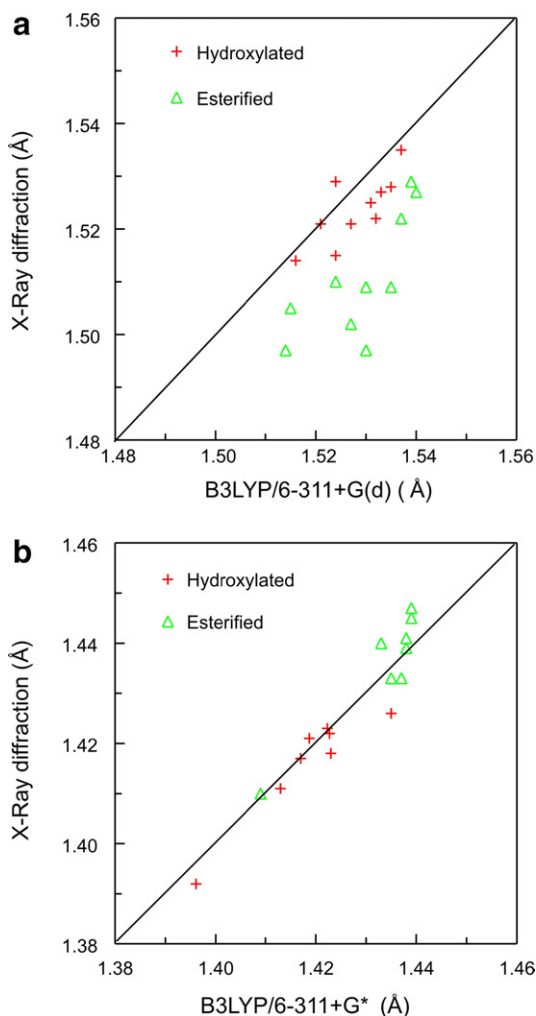 a
1.56
Hydroxylated
Esterified
1.54
1.52
1.50
1.48
X-Ray diffraction (Å)
1.48 1.50 1.52 1.54 1.56
B3LYP/6-311+G(d) ( Å)
b
1.46
Hydroxylated
Esterified
1.44
1.42
1.40
1.38
X-Ray diffraction (Å)
1.38 1.40 1.42 1.44 1.46
B3LYP/6-311+G* (Å)